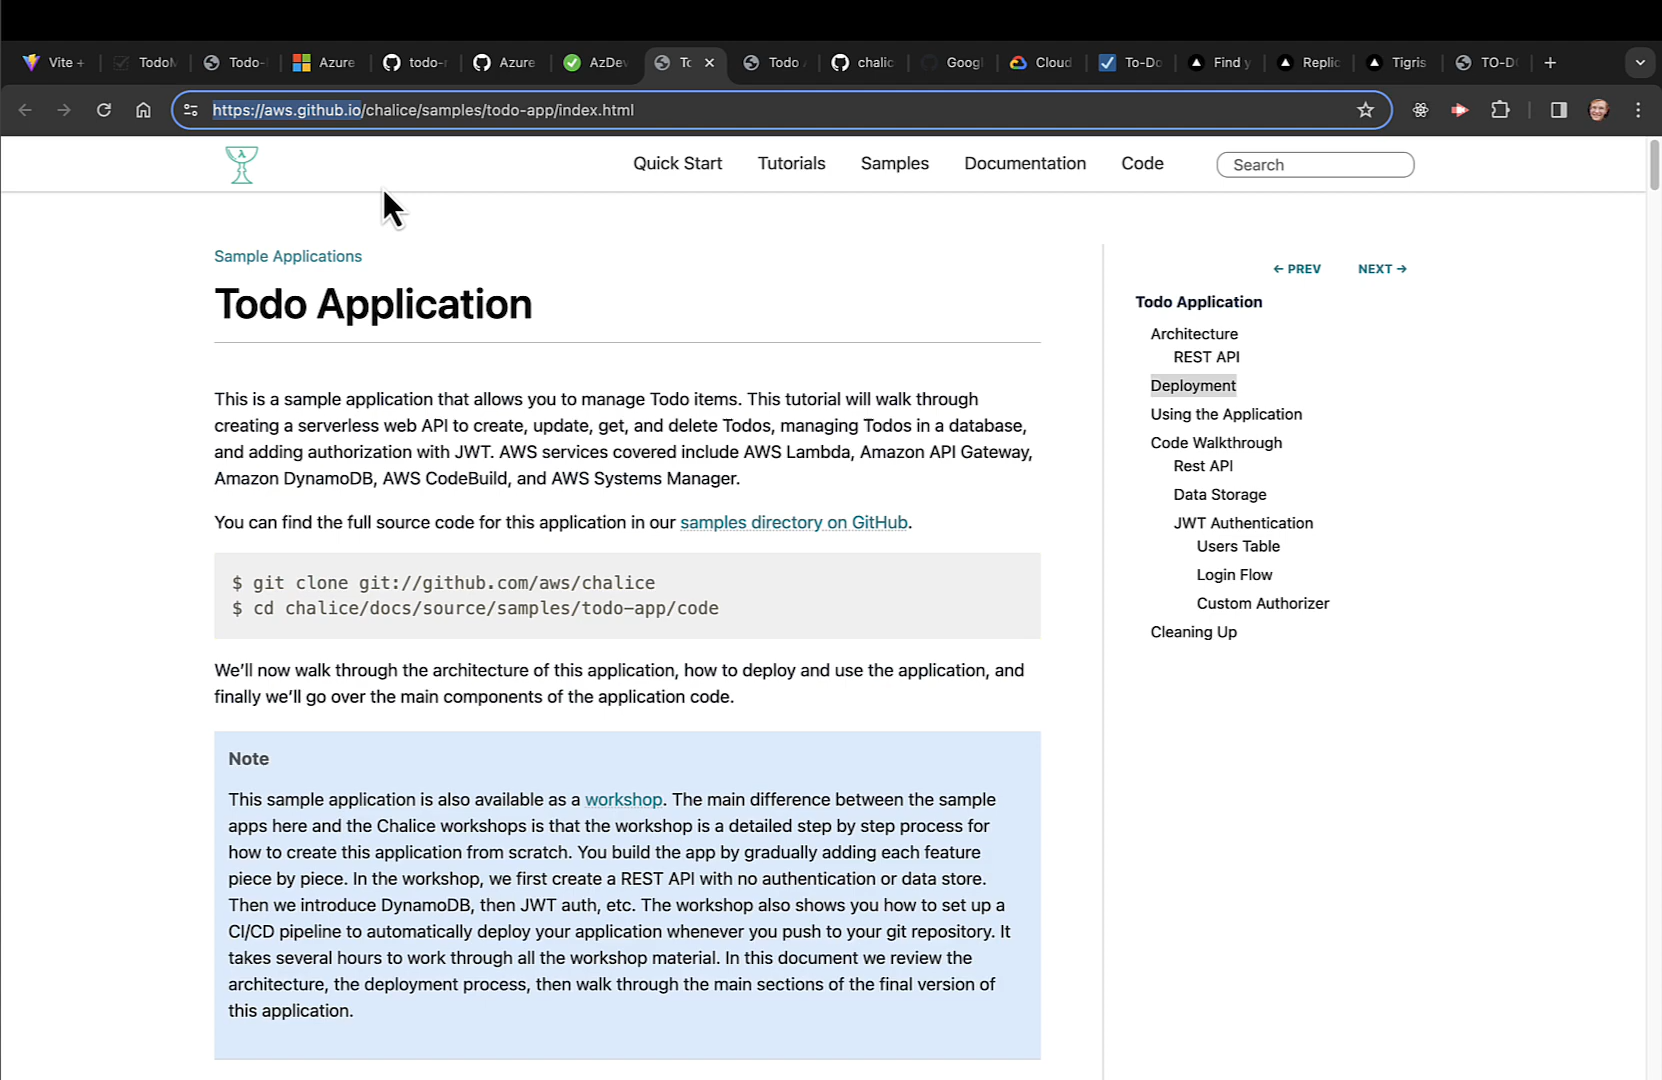 Vite +
TodoM
Todo-
Azure
todo-
Azure
AzDev
To
Todo
chalic
Googl
Cloud
To-Do
Find y
Replic
Tigris
TO-D
https://aws.github.io/chalice/samples/todo-app/index.html
Quick Start
Tutorials
Samples
Documentation
Code
Search
Sample Applications
Todo Application
This is a sample application that allows you to manage Todo items. This tutorial will walk through
creating a serverless web API to create, update, get, and delete Todos, managing Todos in a database,
and adding authorization with JWT. AWS services covered include AWS Lambda, Amazon API Gateway,
Amazon DynamoDB, AWS CodeBuild, and AWS Systems Manager.
You can find the full source code for this application in our samples directory on GitHub.
$ git clone git://github.com/aws/chalice
$ cd chalice/docs/source/samples/todo-app/code
We’ll now walk through the architecture of this application, how to deploy and use the application, and
finally we’ll go over the main components of the application code.
Note
This sample application is also available as a workshop. The main difference between the sample
apps here and the Chalice workshops is that the workshop is a detailed step by step process for
how to create this application from scratch. You build the app by gradually adding each feature
piece by piece. In the workshop, we first create a REST API with no authentication or data store.
Then we introduce DynamoDB, then JWT auth, etc. The workshop also shows you how to set up a
CI/CD pipeline to automatically deploy your application whenever you push to your git repository. It
takes several hours to work through all the workshop material. In this document we review the
architecture, the deployment process, then walk through the main sections of the final version of
this application.
← PREV
NEXT →
Todo Application
Architecture
REST API
Deployment
Using the Application
Code Walkthrough
Rest API
Data Storage
JWT Authentication
Users Table
Login Flow
Custom Authorizer
Cleaning Up